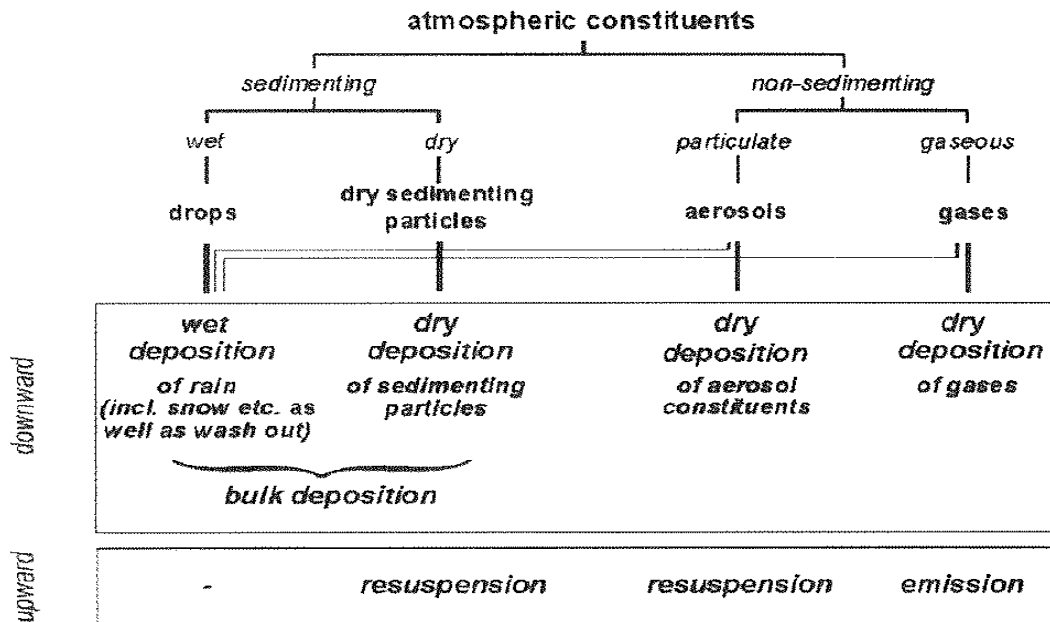 atmospheric constituents
sedimenting non-sedimenting
wet dry particulate gaseous
drops dry sedimenting particles aerosols gases
wet deposition
of rain
(incl. snow etc. as
well as wash out)
dry deposition
of sedimenting
particles
dry deposition
of aerosol
constituents
dry deposition
of gases
bulk deposition
downward
upward
- resuspension resuspension emission